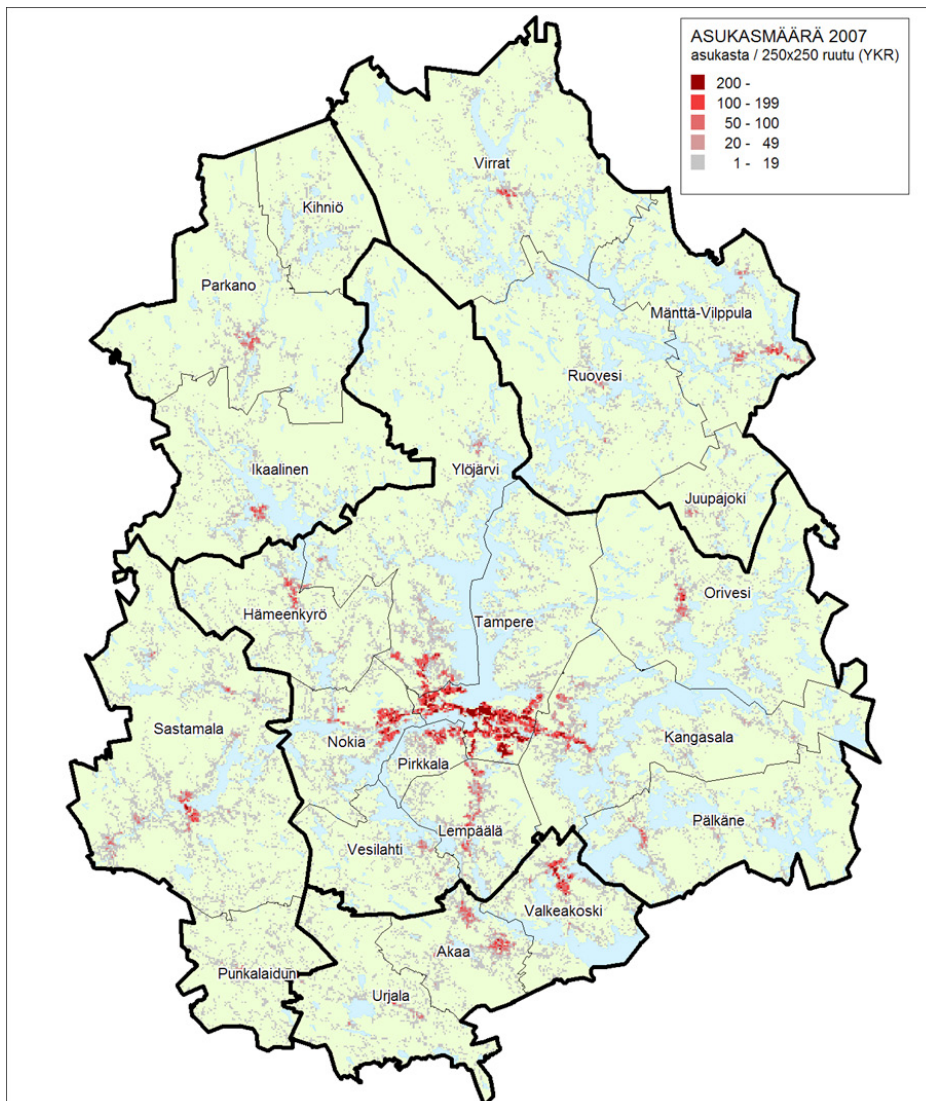 ASUKASMÄÄRÄ 2007
asukasta / 250x250 ruutu (YKR)
200 -
100 - 199
50 - 100
20 - 49
1 - 19
Virrat
Kihniö
Parkano
Mänttä-Vilppula
Ruovesi
Ikaalinen
Ylöjärvi
Juupajoki
Orivesi
Hämeenkyrö
Tampere
Sastamala
Nokia
Kangasala
Pirkkala
Pälkäne
Lempäälä
Vesilahti
Valkeakoski
Akaa
Punkalaidun
Urjala